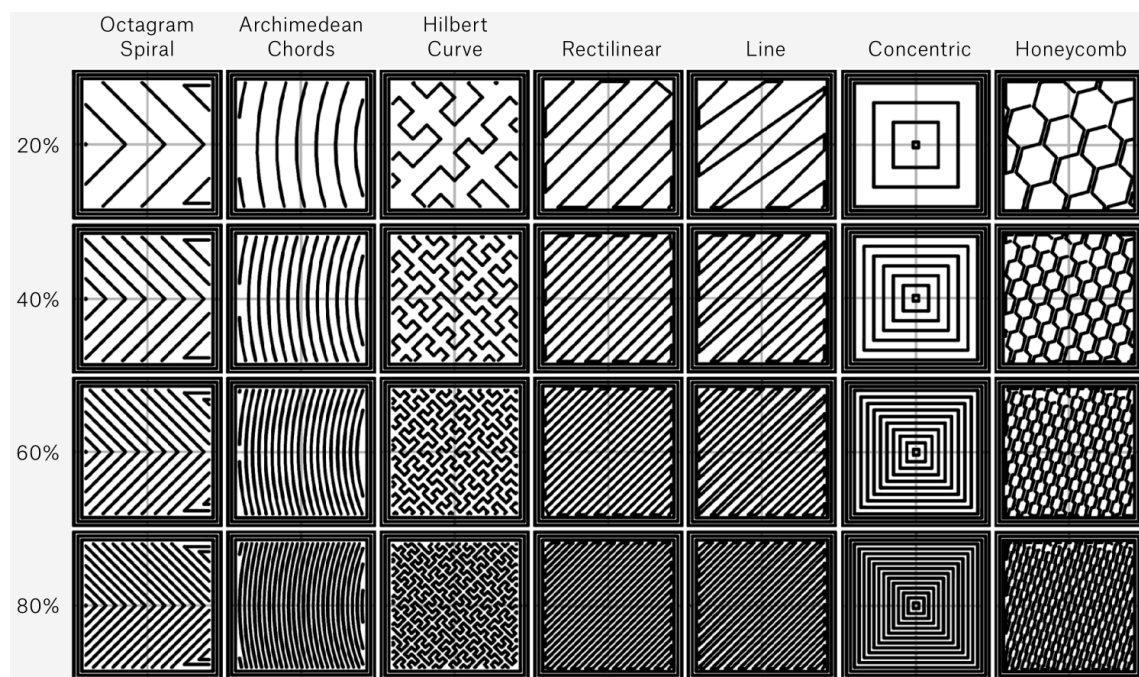 Octagram
Spiral
Archimedean
Chords
Hilbert
Curve
Rectilinear
Line
Concentric
Honeycomb
20%
40%
60%
80%